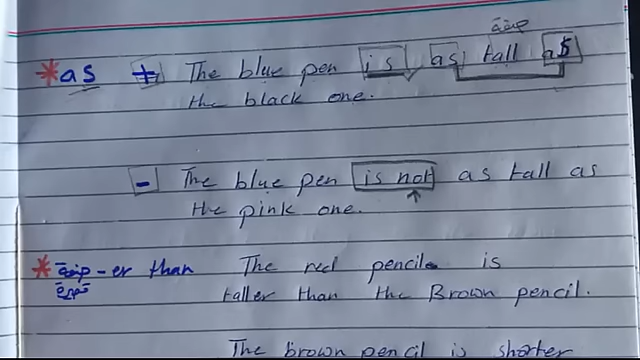 صفة
*as + The blue pen is as tall as
the black one.
- The blue pen is not as tall as
the pink one.
* صفة -er than The red pencil is
taller than the Brown pencil.
The brown pencil is shorter